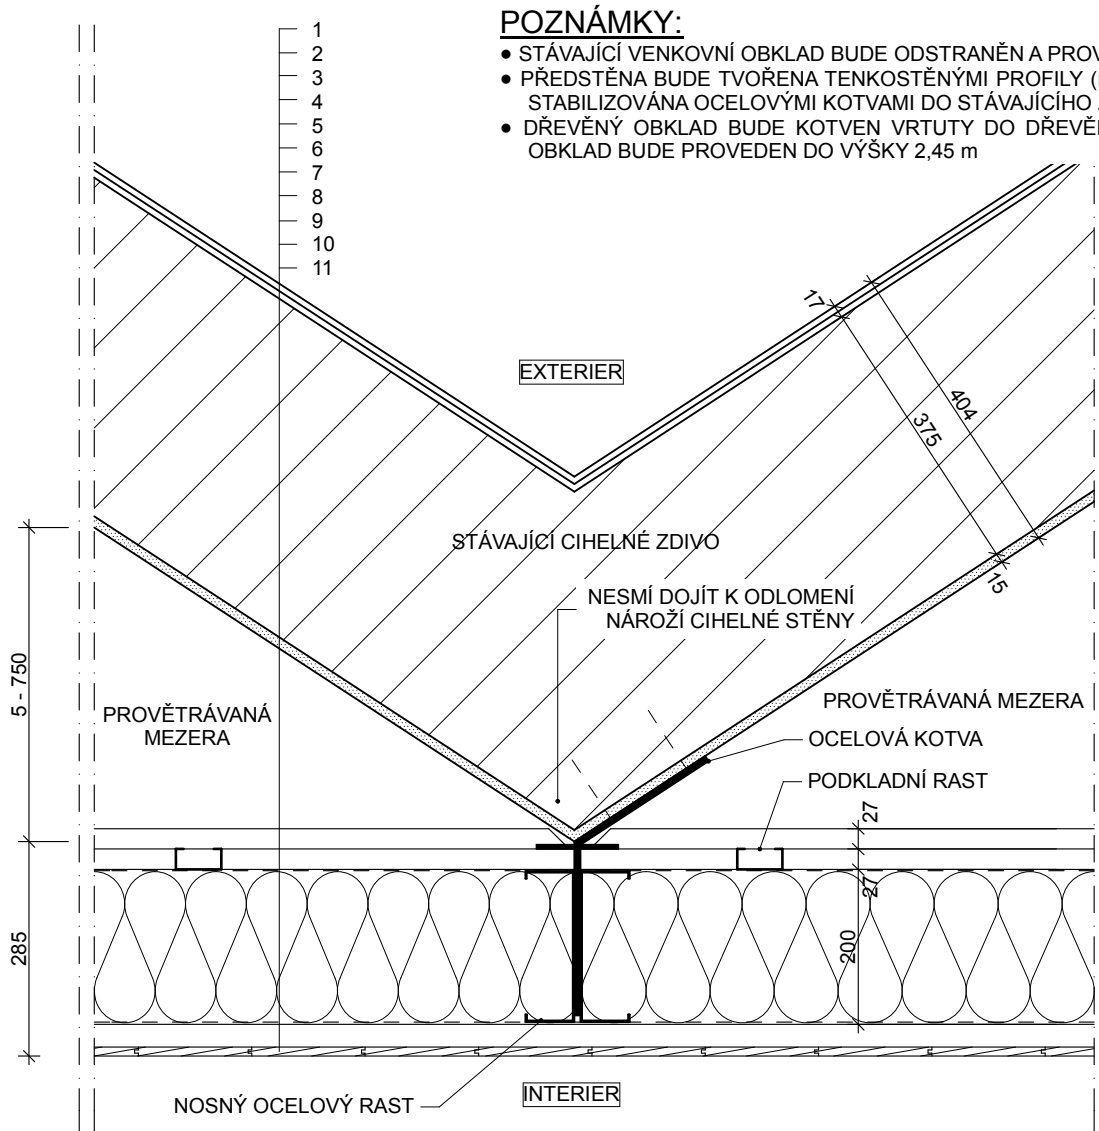 POZNÁMKY:
• STÁVAJÍCÍ VENKOVNÍ OBKLAD BUDE ODSTRANĚN A PROV
• PŘEDSTĚNA BUDE TVOŘENA TENKOSTĚNÝMI PROFILY (
STABILIZOVÁNA OCELOVÝMI KOTVAMI DO STÁVAJÍCÍHO
• DŘEVĚNÝ OBKLAD BUDE KOTVEN VRTUTY DO DŘEVĚ
OBKLAD BUDE PROVEDEN DO VÝŠKY 2,45 m
1
2
3
4
5
6
7
8
9
10
11
EXTERIER
17
404
375
15
STÁVAJÍCÍ CIHELNÉ ZDIVO
NESMÍ DOJÍT K ODLOMENÍ
NÁROŽÍ CIHELNÉ STĚNY
5 - 750
PROVĚTRÁVANÁ
MEZERA
PROVĚTRÁVANÁ MEZERA
OCELOVÁ KOTVA
PODKLADNÍ RAST
27
27
200
285
INTERIER
NOSNÝ OCELOVÝ RAST